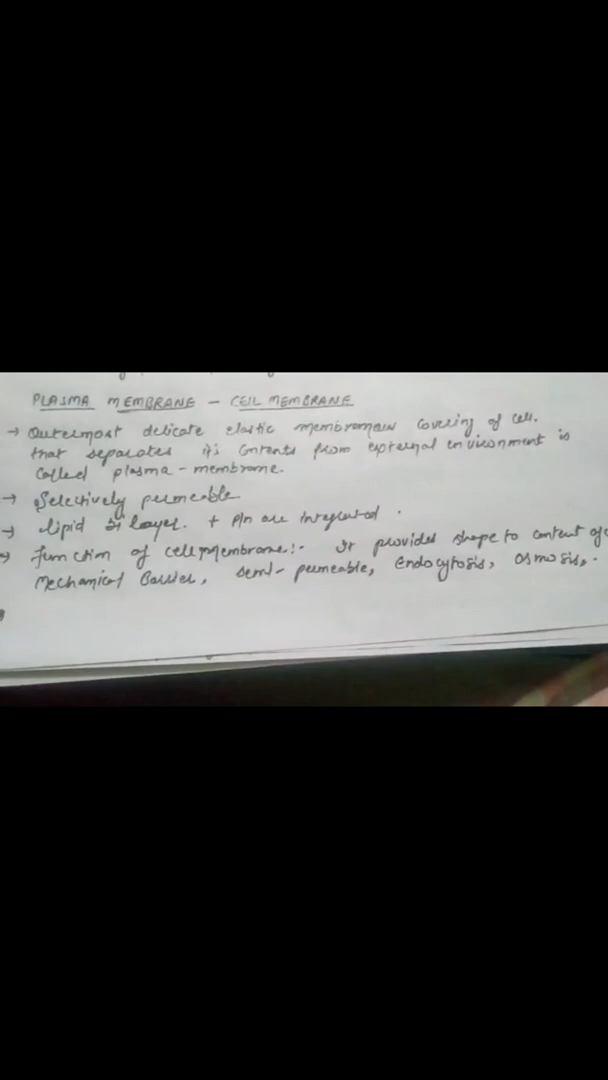 PLASMA MEMBRANE - CELL MEMBRANE
→ Outermost delicate elastic membranous covering of cell.
that separates it's contents from external environment is
called plasma-membrane.
→ Selectively permeable
→ lipid Bi layer. + P/n are integrated.
→ Function of cell membrane:- It provides shape to content of
Mechanical Barrier, semi-permeable, Endocytosis, Osmosis,.